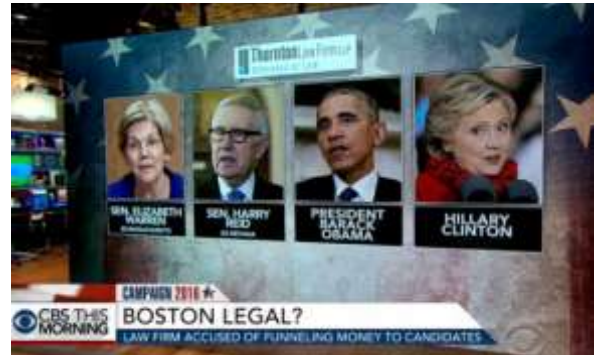 Thornton Law Firm LLP
SEN. ELIZABETH
WARREN
SEN. HARRY
REID
PRESIDENT
BARACK
OBAMA
HILLARY
CLINTON
CAMPAIGN 2016
CBS THIS
MORNING
BOSTON LEGAL?
LAW FIRM ACCUSED OF FUNNELING MONEY TO CANDIDATES